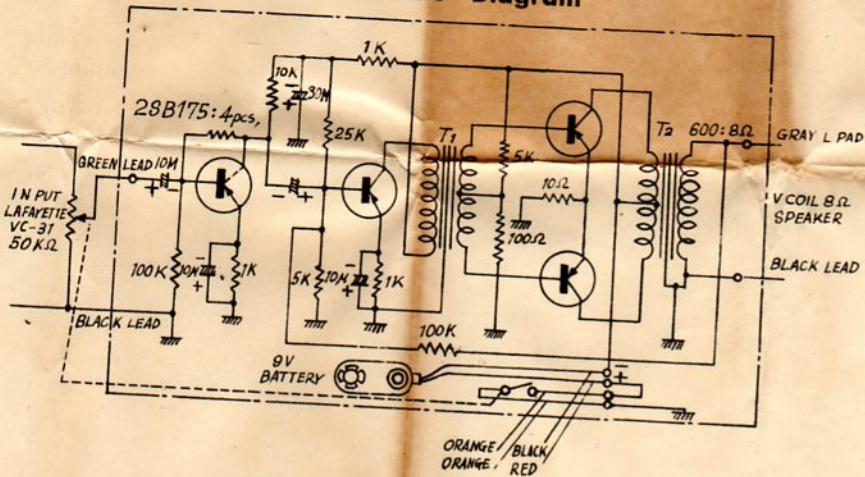 Diagram
1K
10K
30M
2SB175:4pcs,
25K
T1
T2
600:8Ω
GRAY L PAD
GREEN LEAD
10M
5K
10Ω
INPUT
LAFAYETTE
VC-31
50KΩ
V COIL 8Ω
SPEAKER
100Ω
100K
10M
1K
5K
10M
1K
BLACK LEAD
BLACK LEAD
100K
9V
BATTERY
ORANGE
BLACK
ORANGE
RED